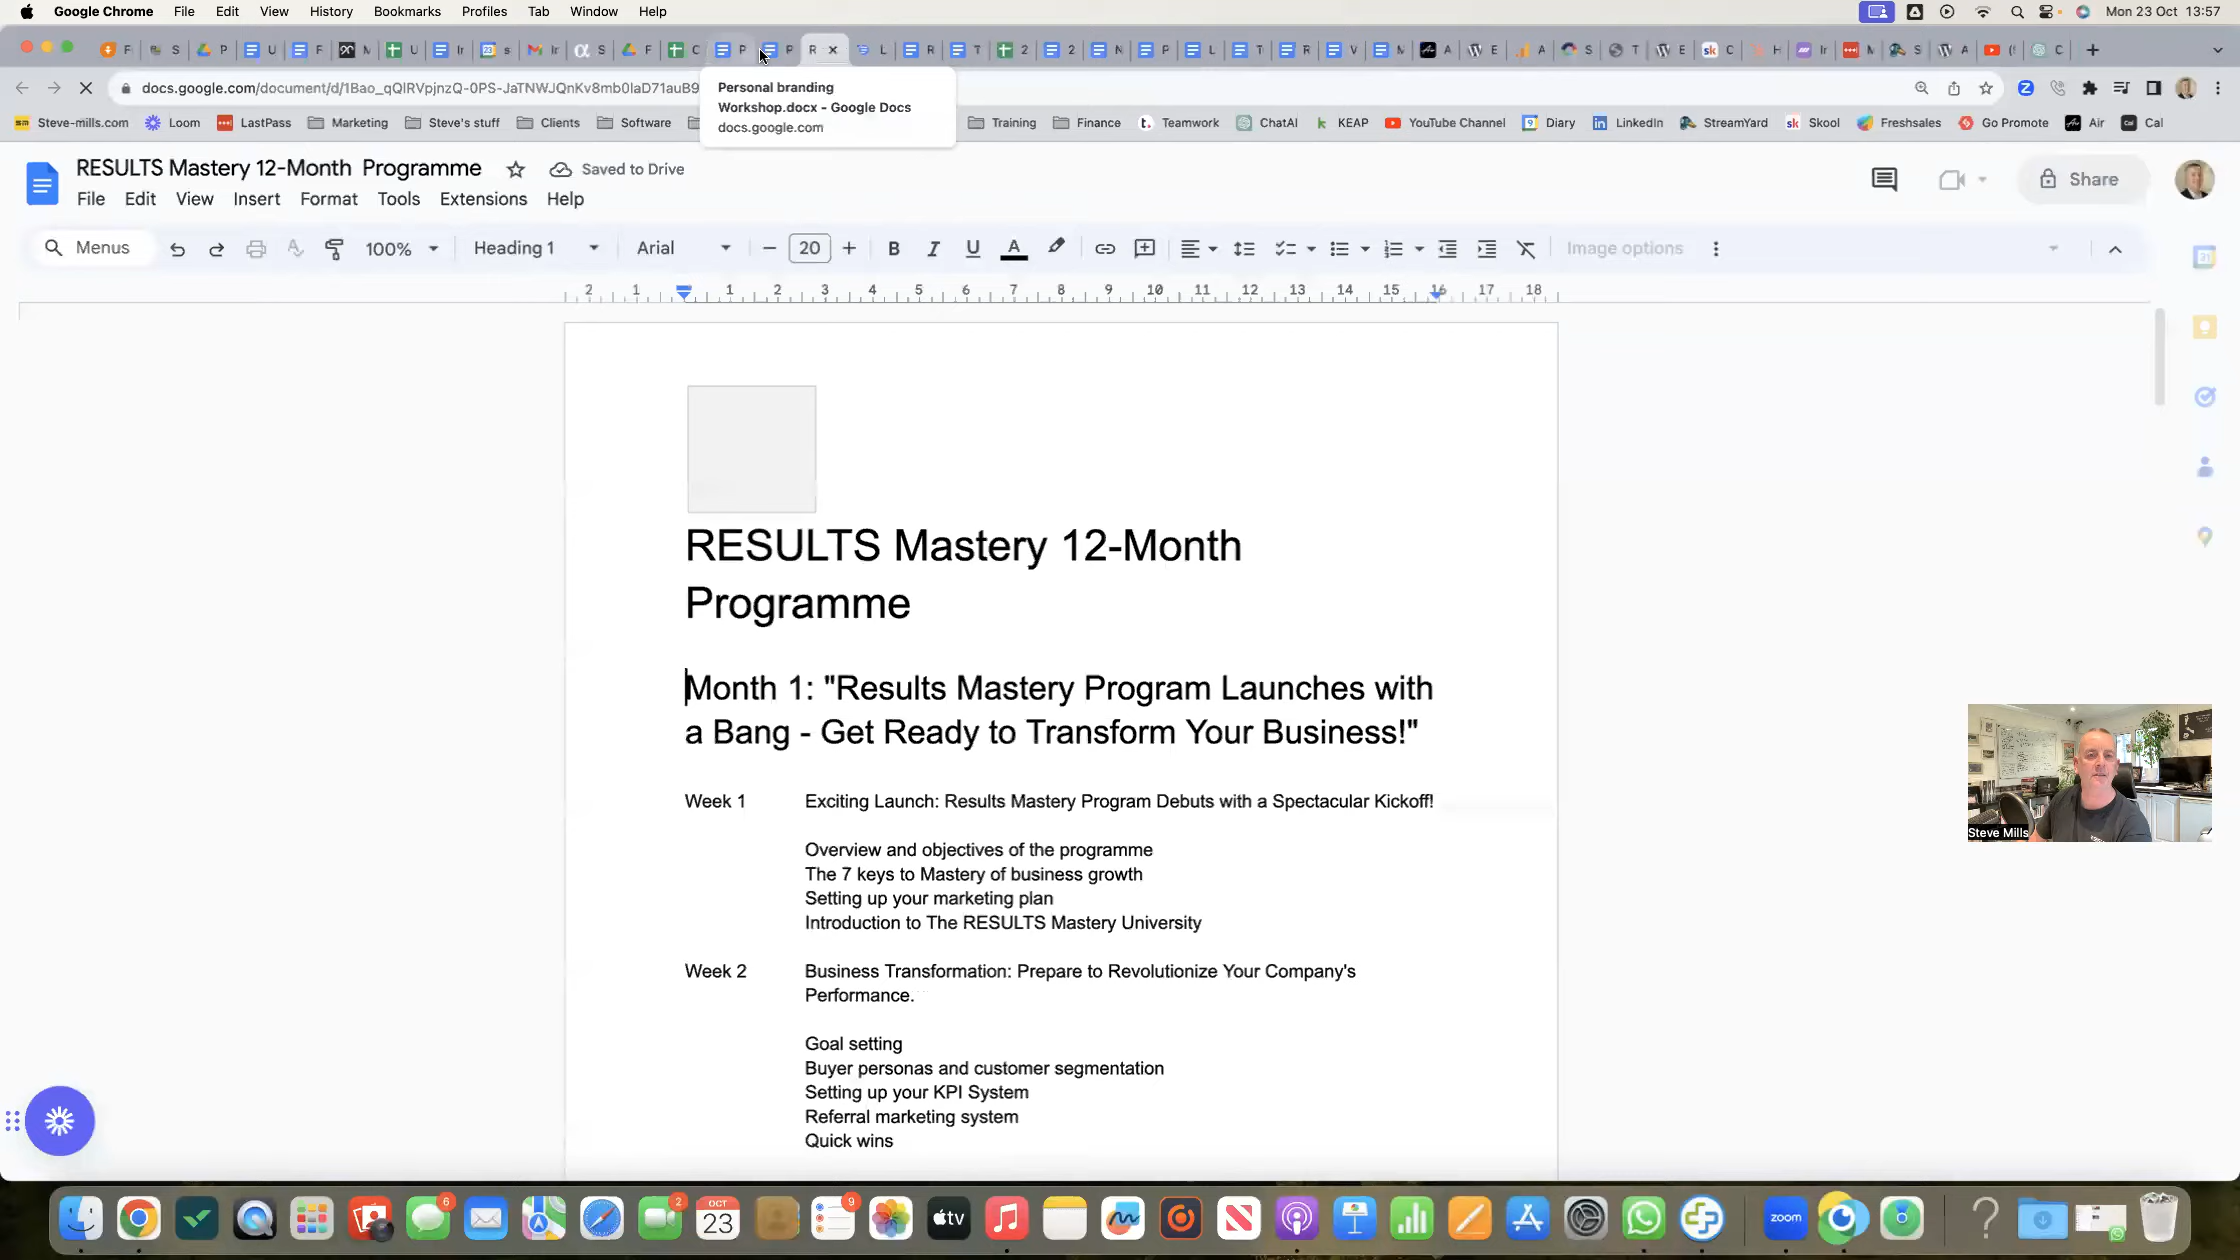 Google Chrome File Edit View History Bookmarks Profiles Tab Window Help Mon 23 Oct 13:57
docs.google.com/document/d/1Bao_qQlRVpjnzQ-0PS-JaTNWJQnKv8mb0laD71auB9
Personal branding
Workshop.docx - Google Docs
docs.google.com
Steve-mills.com Loom LastPass Marketing Steve's stuff Clients Software Training Finance ChatAI KEAP YouTube Channel Diary LinkedIn StreamYard Skool Freshsales Go Promote Air Cal
RESULTS Mastery 12-Month Programme Saved to Drive
Share
File Edit View Insert Format Tools Extensions Help
Menus 100% Heading 1 Arial 20 Image options
2 1 1 2 3 4 5 6 7 8 9 10 11 12 13 14 15 16 17 18
RESULTS Mastery 12-Month
Programme
Month 1: "Results Mastery Program Launches with
a Bang - Get Ready to Transform Your Business!"
Week 1 Exciting Launch: Results Mastery Program Debuts with a Spectacular Kickoff!
Overview and objectives of the programme
The 7 keys to Mastery of business growth
Setting up your marketing plan
Introduction to The RESULTS Mastery University
Week 2 Business Transformation: Prepare to Revolutionize Your Company's
Performance.
Goal setting
Buyer personas and customer segmentation
Setting up your KPI System
Referral marketing system
Quick wins
Steve Mills
6 2 OCT 23 9 tv zoom